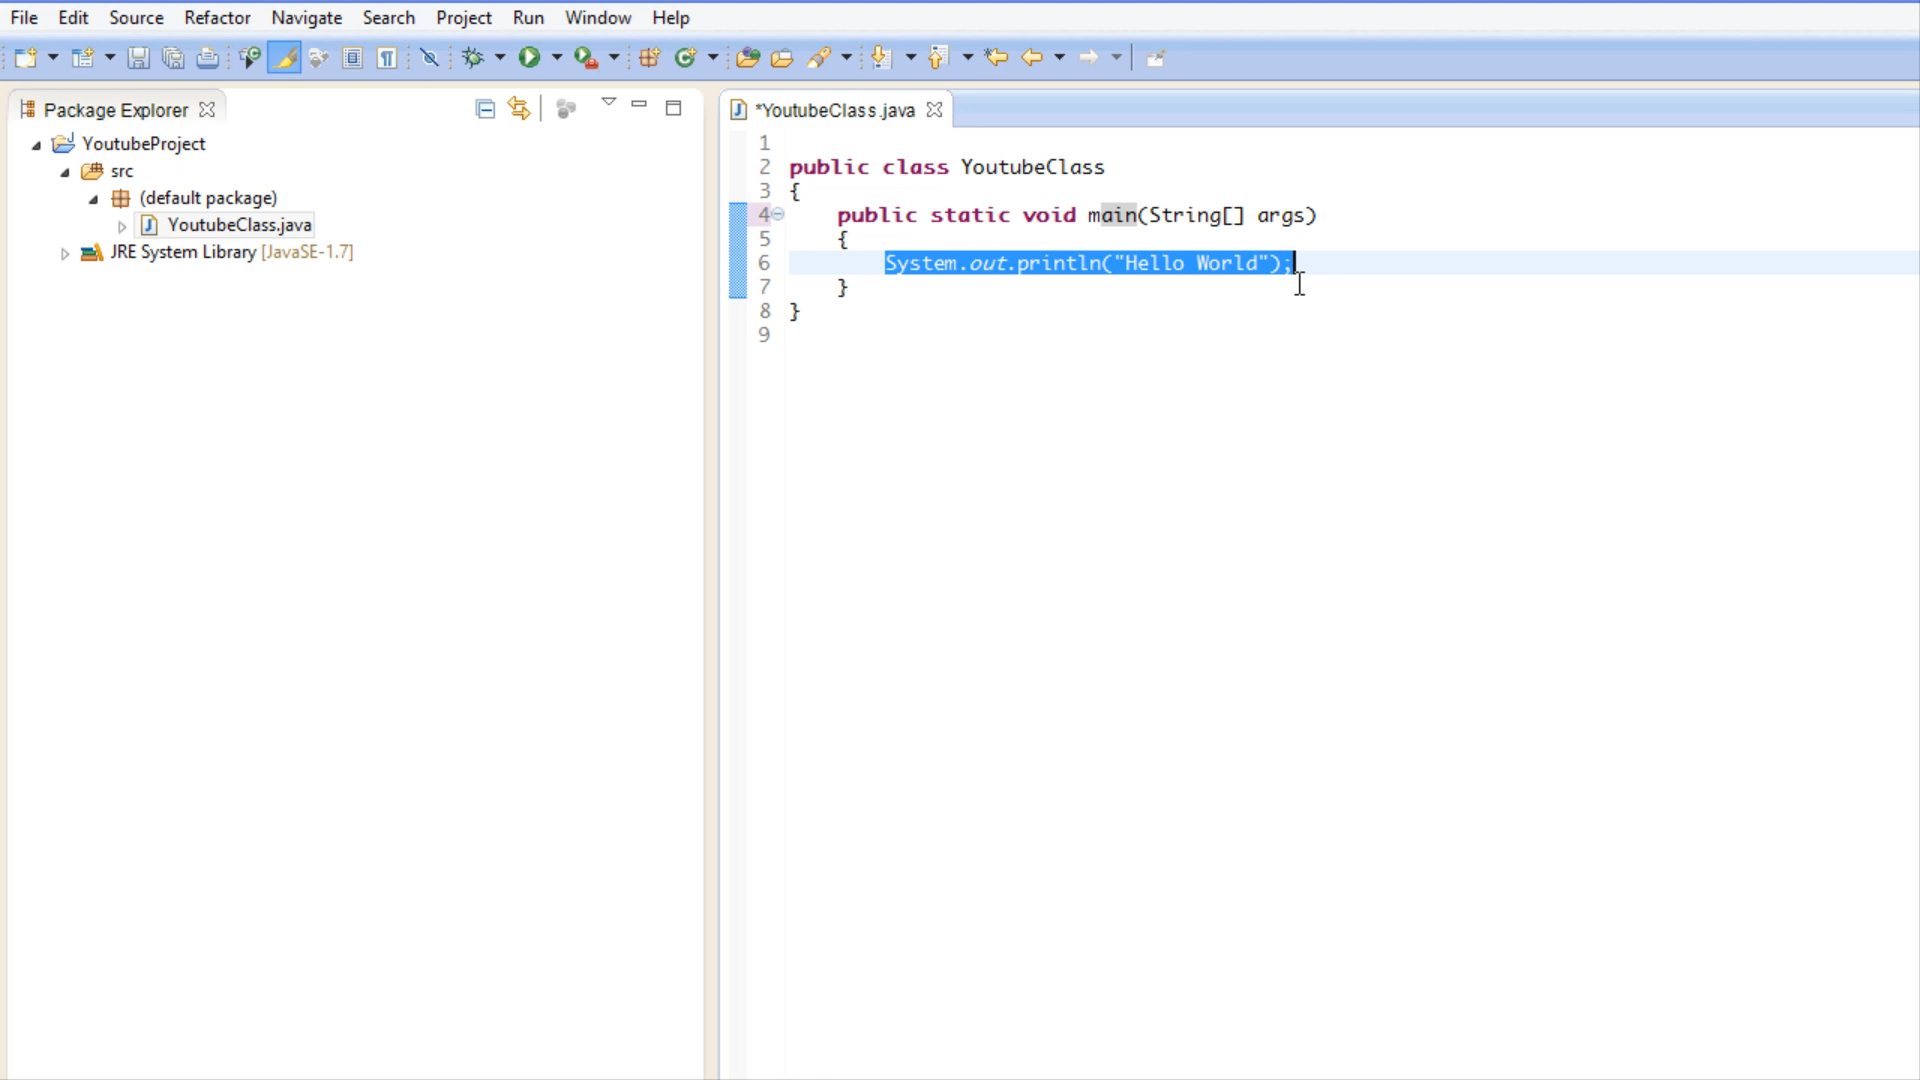 File Edit Source Refactor Navigate Search Project Run Window Help
Package Explorer
YoutubeProject
src
(default package)
YoutubeClass.java
JRE System Library [JavaSE-1.7]
*YoutubeClass.java
1
2 public class YoutubeClass
3 {
4 public static void main(String[] args)
5 {
6 System.out.println("Hello World");
7 }
8 }
9